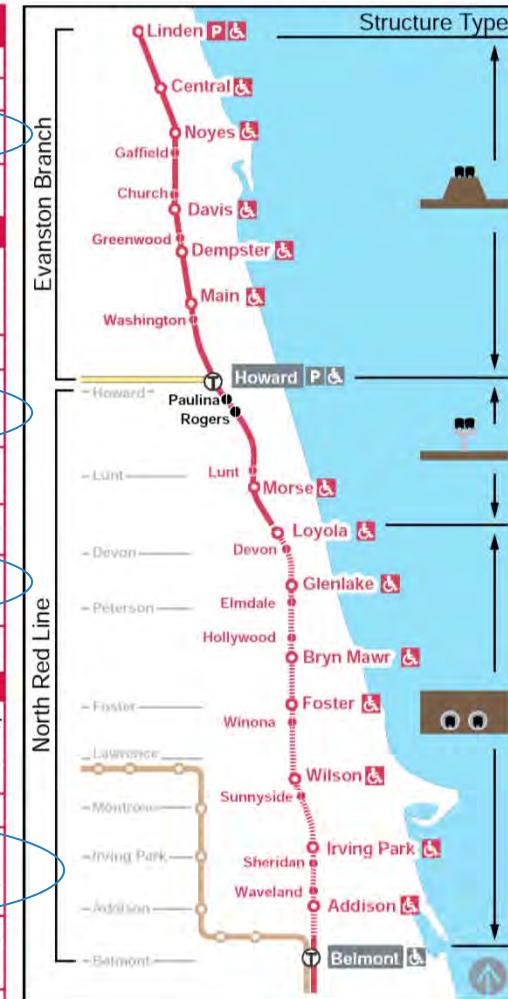 Structure Type
Evanston Branch
Linden P
Central
Noyes
Gaffield
Church
Davis
Greenwood
Dempster
Main
Washington
T Howard P
North Red Line
Howard
Paulina
Rogers
Lunt
Lunt
Morse
Loyola
Devon
Devon
Glenlake
Peterson
Elmdale
Hollywood
Bryn Mawr
Foster
Foster
Winona
Lawrence
Wilson
Sunnyside
Montrose
Irving Park
Irving Park
Sheridan
Waveland
Addison
Addison
Belmont
T Belmont